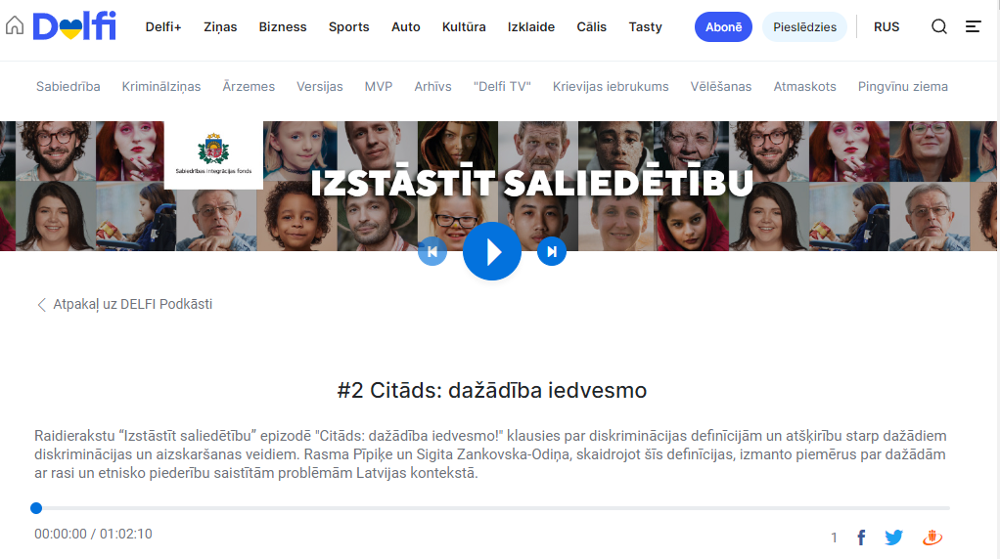 Delfi
Delfi+ Ziņas Bizness Sports Auto Kultūra Izklaide Cālis Tasty Abonē Pieslēdzies RUS
Sabiedrība Kriminālziņas Ārzemes Versijas MVP Arhīvs "Delfi TV" Krievijas iebrukums Vēlēšanas Atmaskots Pingvīnu ziema
Sabiedrības integrācijas fonds
IZSTĀSTĪT SALIEDĒTĪBU
Atpakaļ uz DELFI Podkāsti
#2 Citāds: dažādība iedvesmo
Raidierakstu “Izstāstīt saliedētību” epizodē "Citāds: dažādība iedvesmo!" klausies par diskriminācijas definīcijām un atšķirību starp dažādiem
diskriminācijas un aizskaršanas veidiem. Rasma Pīpiķe un Sigita Zankovska-Odiņa, skaidrojot šīs definīcijas, izmanto piemērus par dažādām
ar rasi un etnisko piederību saistītām problēmām Latvijas kontekstā.
00:00:00 / 01:02:10
1